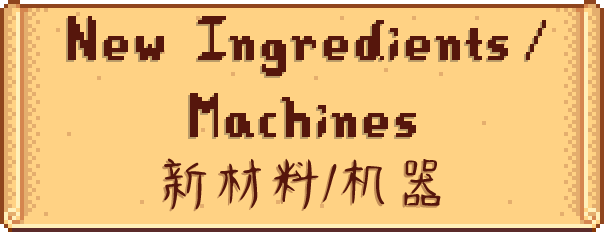 New Ingredients/
Machines
新材料/机器